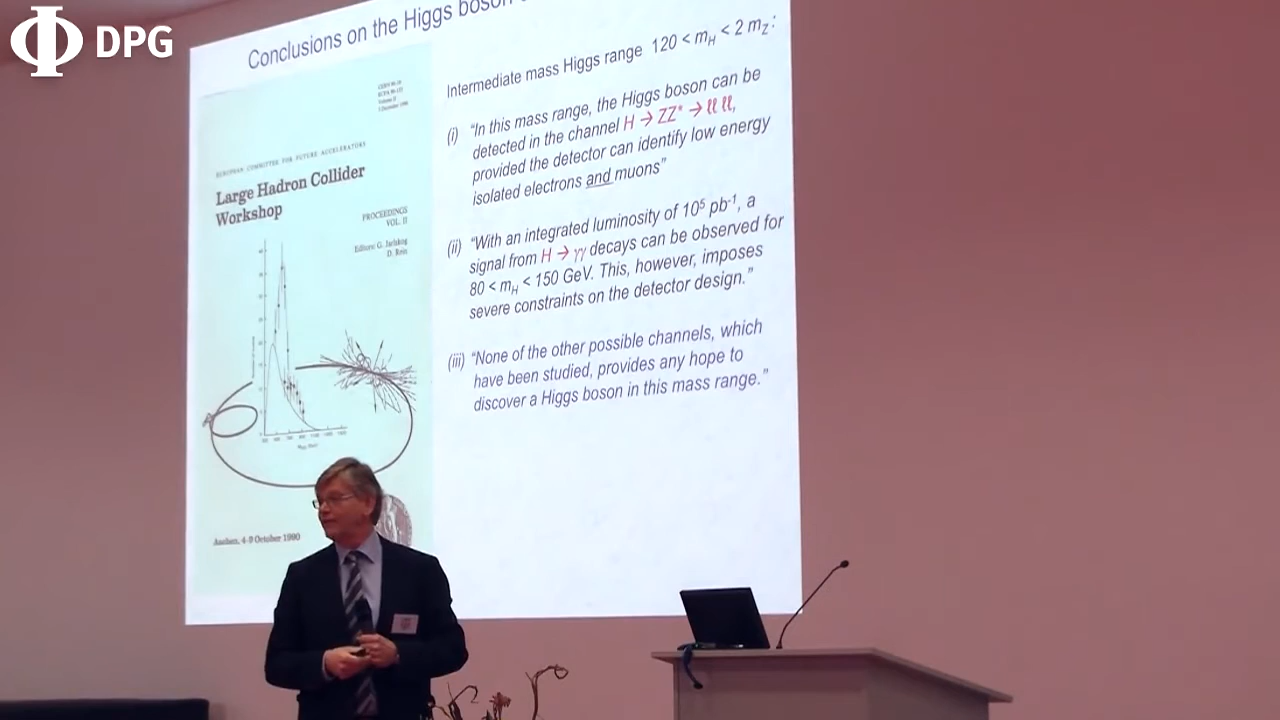 DPG
Conclusions on the Higgs boson
EUROPEAN COMMITTEE FOR FUTURE ACCELERATORS
Large Hadron Collider
Workshop
PROCEEDINGS
VOL. II
Editors: G. Jarlskog
D. Rein
Aachen, 4-9 October 1990
Intermediate mass Higgs range 120 < mH < 2 mZ:
(i) "In this mass range, the Higgs boson can be
detected in the channel H → ZZ* → ℓℓ ℓℓ,
provided the detector can identify low energy
isolated electrons and muons"
(ii) "With an integrated luminosity of 10⁵ pb⁻¹, a
signal from H → γγ decays can be observed for
80 < mH < 150 GeV. This, however, imposes
severe constraints on the detector design."
(iii) "None of the other possible channels, which
have been studied, provides any hope to
discover a Higgs boson in this mass range."